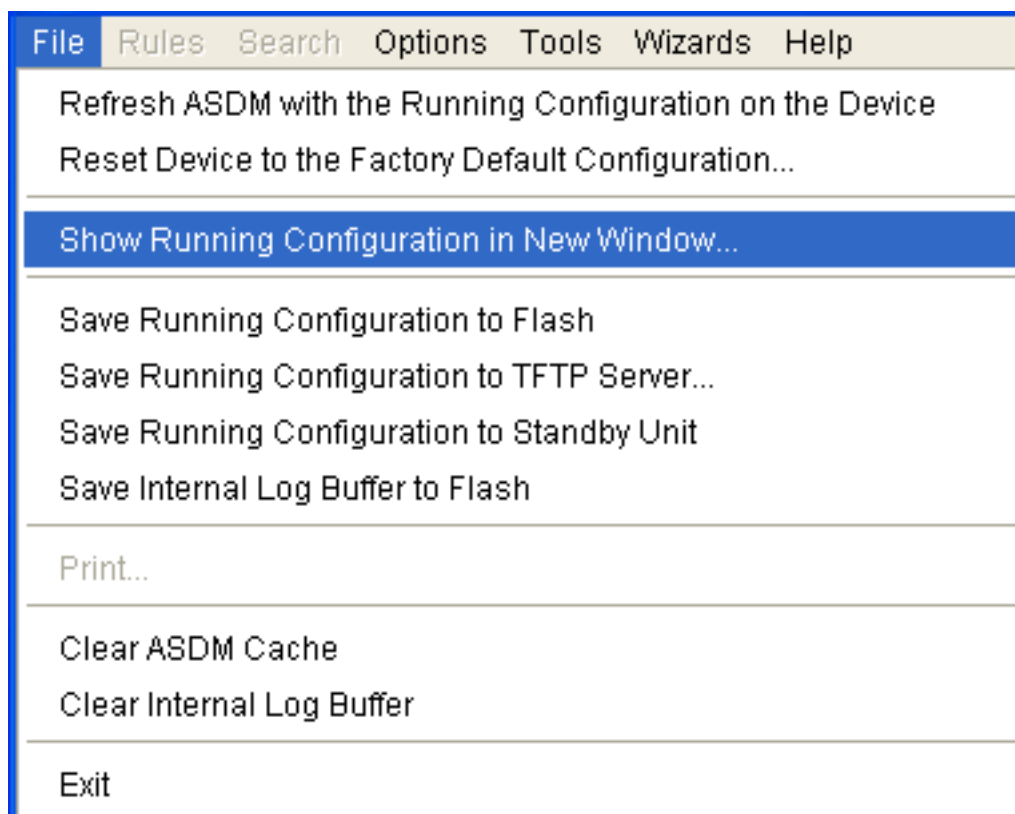 File Rules Search Options Tools Wizards Help
Refresh ASDM with the Running Configuration on the Device
Reset Device to the Factory Default Configuration...
Show Running Configuration in New Window...
Save Running Configuration to Flash
Save Running Configuration to TFTP Server...
Save Running Configuration to Standby Unit
Save Internal Log Buffer to Flash
Print...
Clear ASDM Cache
Clear Internal Log Buffer
Exit